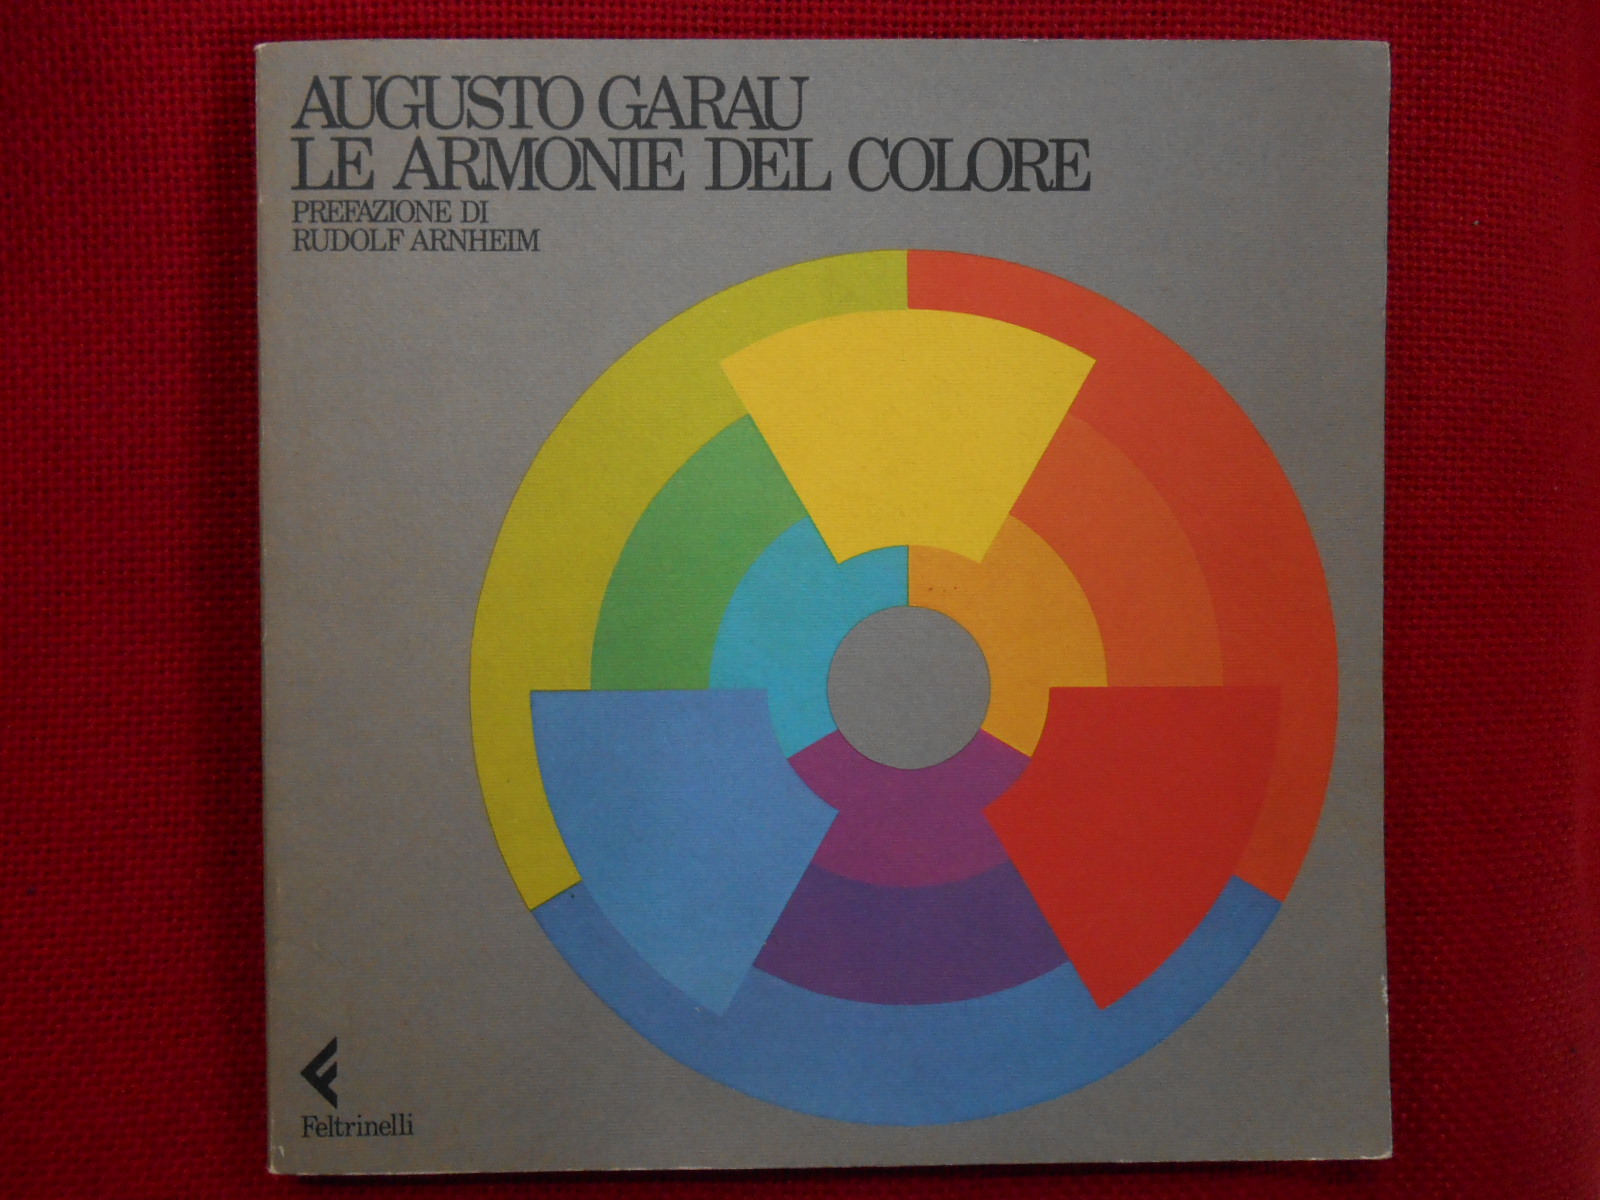 AUGUSTO GARAU
LE ARMONIE DEL COLORE
PREFAZIONE DI
RUDOLF ARNHEIM
Feltrinelli